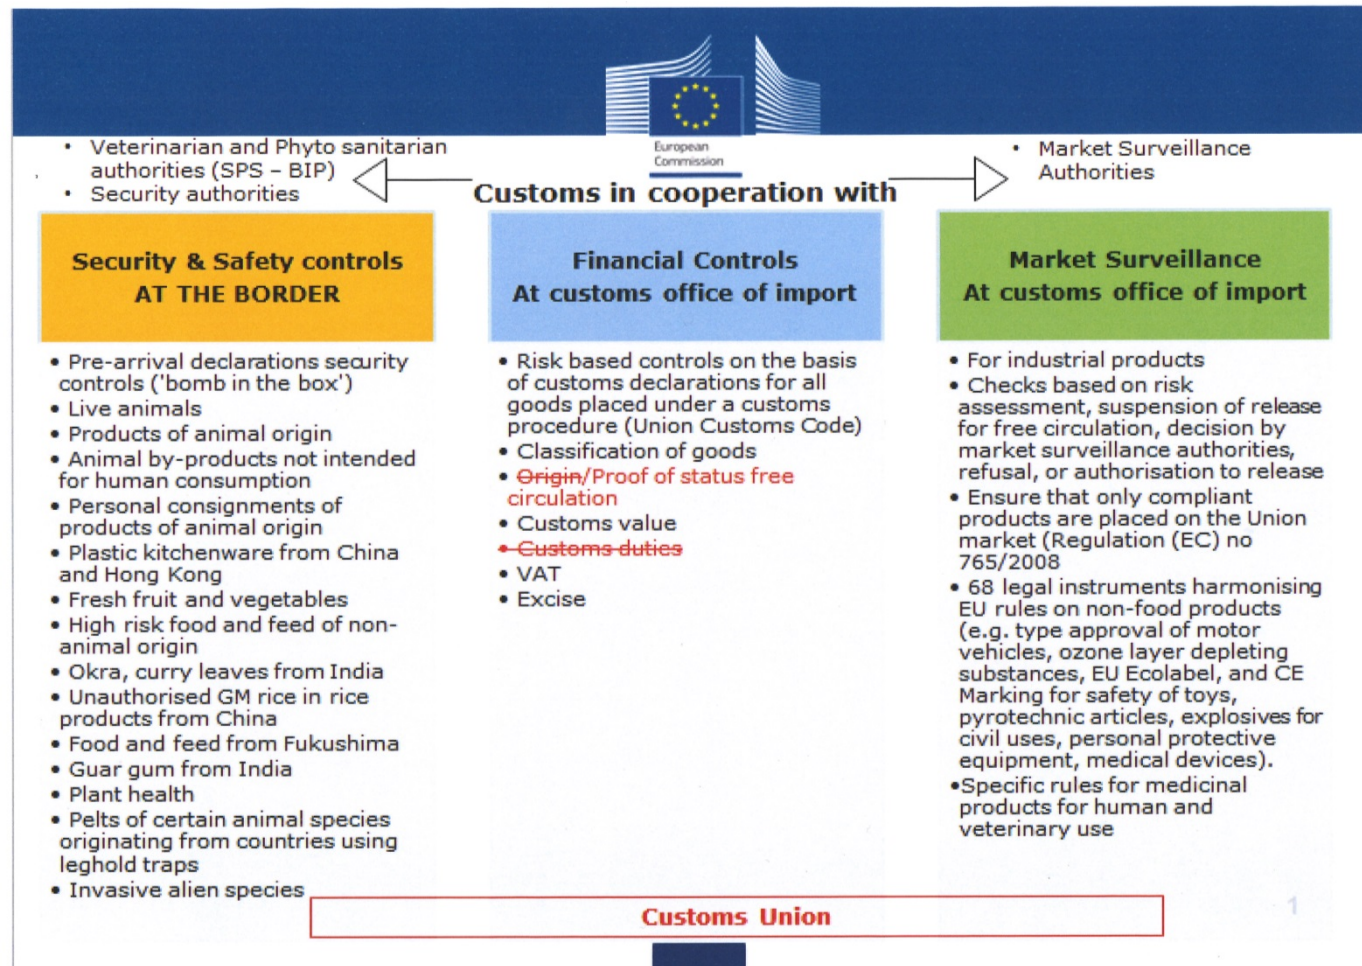 European
Commission
• Veterinarian and Phyto sanitarian
authorities (SPS – BIP)
• Security authorities
Customs in cooperation with
• Market Surveillance
Authorities
Security & Safety controls
AT THE BORDER
• Pre-arrival declarations security
controls ('bomb in the box')
• Live animals
• Products of animal origin
• Animal by-products not intended
for human consumption
• Personal consignments of
products of animal origin
• Plastic kitchenware from China
and Hong Kong
• Fresh fruit and vegetables
• High risk food and feed of non-
animal origin
• Okra, curry leaves from India
• Unauthorised GM rice in rice
products from China
• Food and feed from Fukushima
• Guar gum from India
• Plant health
• Pelts of certain animal species
originating from countries using
leghold traps
• Invasive alien species
Financial Controls
At customs office of import
• Risk based controls on the basis
of customs declarations for all
goods placed under a customs
procedure (Union Customs Code)
• Classification of goods
• Origin/Proof of status free
circulation
• Customs value
• Customs duties
• VAT
• Excise
Market Surveillance
At customs office of import
• For industrial products
• Checks based on risk
assessment, suspension of release
for free circulation, decision by
market surveillance authorities,
refusal, or authorisation to release
• Ensure that only compliant
products are placed on the Union
market (Regulation (EC) no
765/2008
• 68 legal instruments harmonising
EU rules on non-food products
(e.g. type approval of motor
vehicles, ozone layer depleting
substances, EU Ecolabel, and CE
Marking for safety of toys,
pyrotechnic articles, explosives for
civil uses, personal protective
equipment, medical devices).
•Specific rules for medicinal
products for human and
veterinary use
Customs Union
1